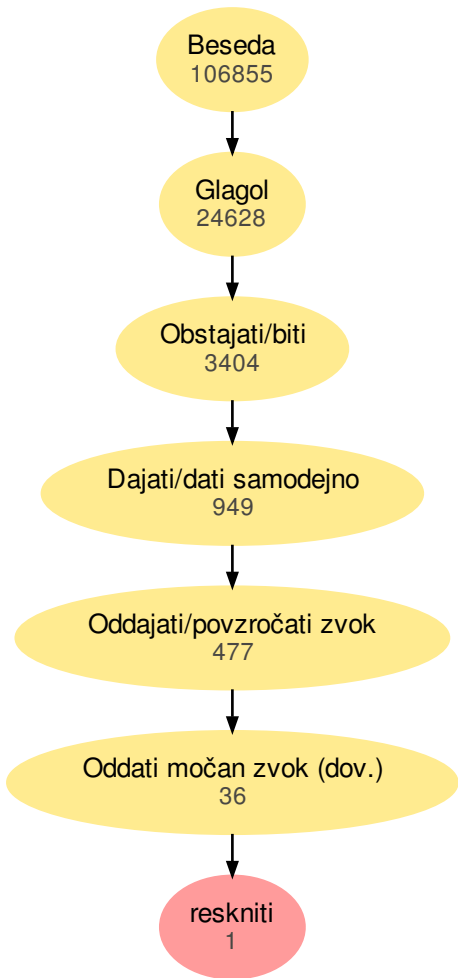 Beseda
106855
Glagol
24628
Obstajati/biti
3404
Dajati/dati samodejno
949
Oddajati/povzročati zvok
477
Oddati močan zvok (dov.)
36
reskniti
1